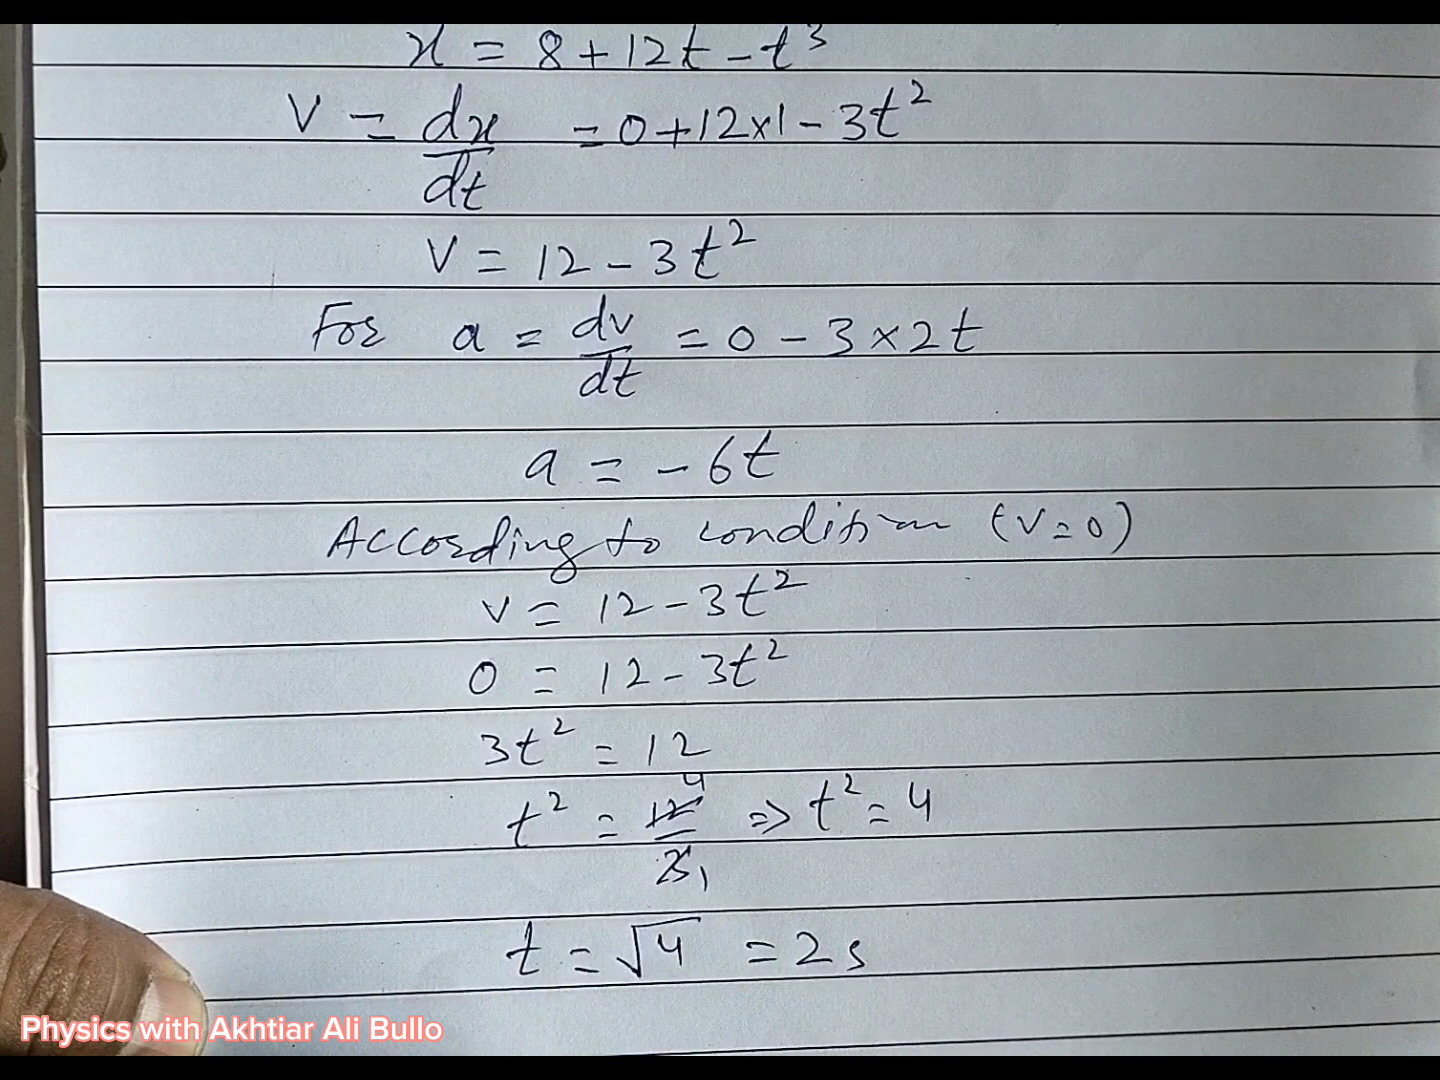 x = 8 + 12t - t³
V = dx/dt = 0 + 12×1 - 3t²
V = 12 - 3t²
For a = dv/dt = 0 - 3×2t
a = -6t
According to condition (V=0)
V = 12 - 3t²
0 = 12 - 3t²
3t² = 12
t² = 12 4 / 3 1 => t² = 4
t = √4 = 2s
Physics with Akhtiar Ali Bullo